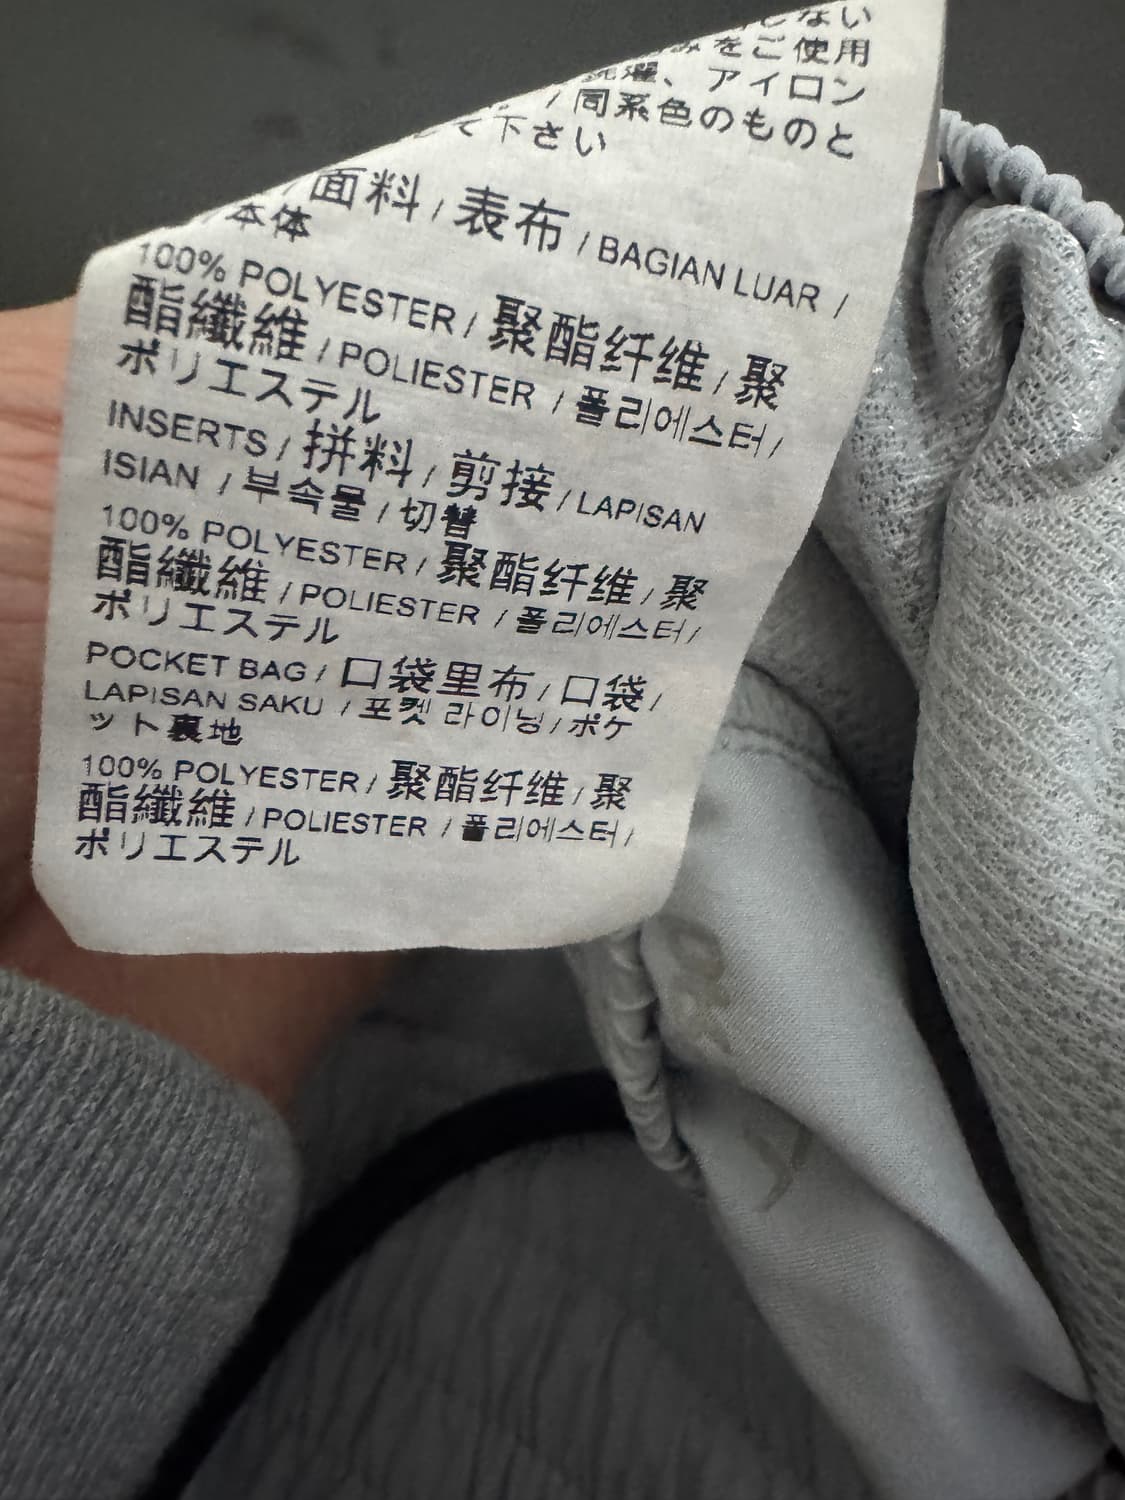 しない
みをご使用
洗濯、アイロン
/ 同系色のものと
して下さい
/ 面料 / 表布 / BAGIAN LUAR /
本体
100% POLYESTER / 聚酯纤维 / 聚
酯纖維 / POLIESTER / 폴리에스터 /
ポリエステル
INSERTS / 拼料 / 剪接 / LAPISAN
ISIAN / 부속물 / 切替
100% POLYESTER / 聚酯纤维 / 聚
酯纖維 / POLIESTER / 폴리에스터 /
ポリエステル
POCKET BAG / 口袋里布 / 口袋 /
LAPISAN SAKU / 포켓 라이닝 / ポケ
ット裏地
100% POLYESTER / 聚酯纤维 / 聚
酯纖維 / POLIESTER / 폴리에스터 /
ポリエステル